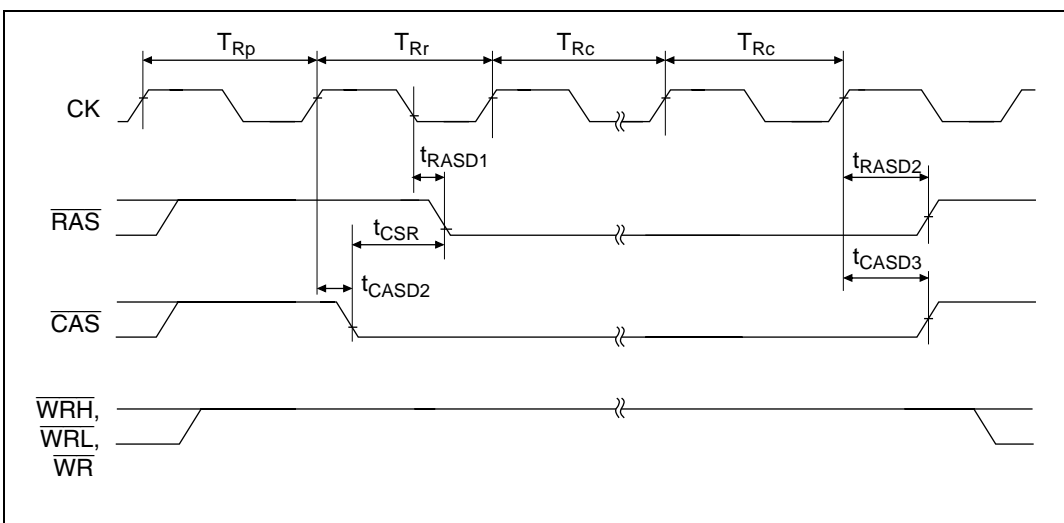 TRp TRr TRc TRc
CK
tRASD1 tRASD2
RAS
tCSR
tCASD2 tCASD3
CAS
WRH,
WRL,
WR